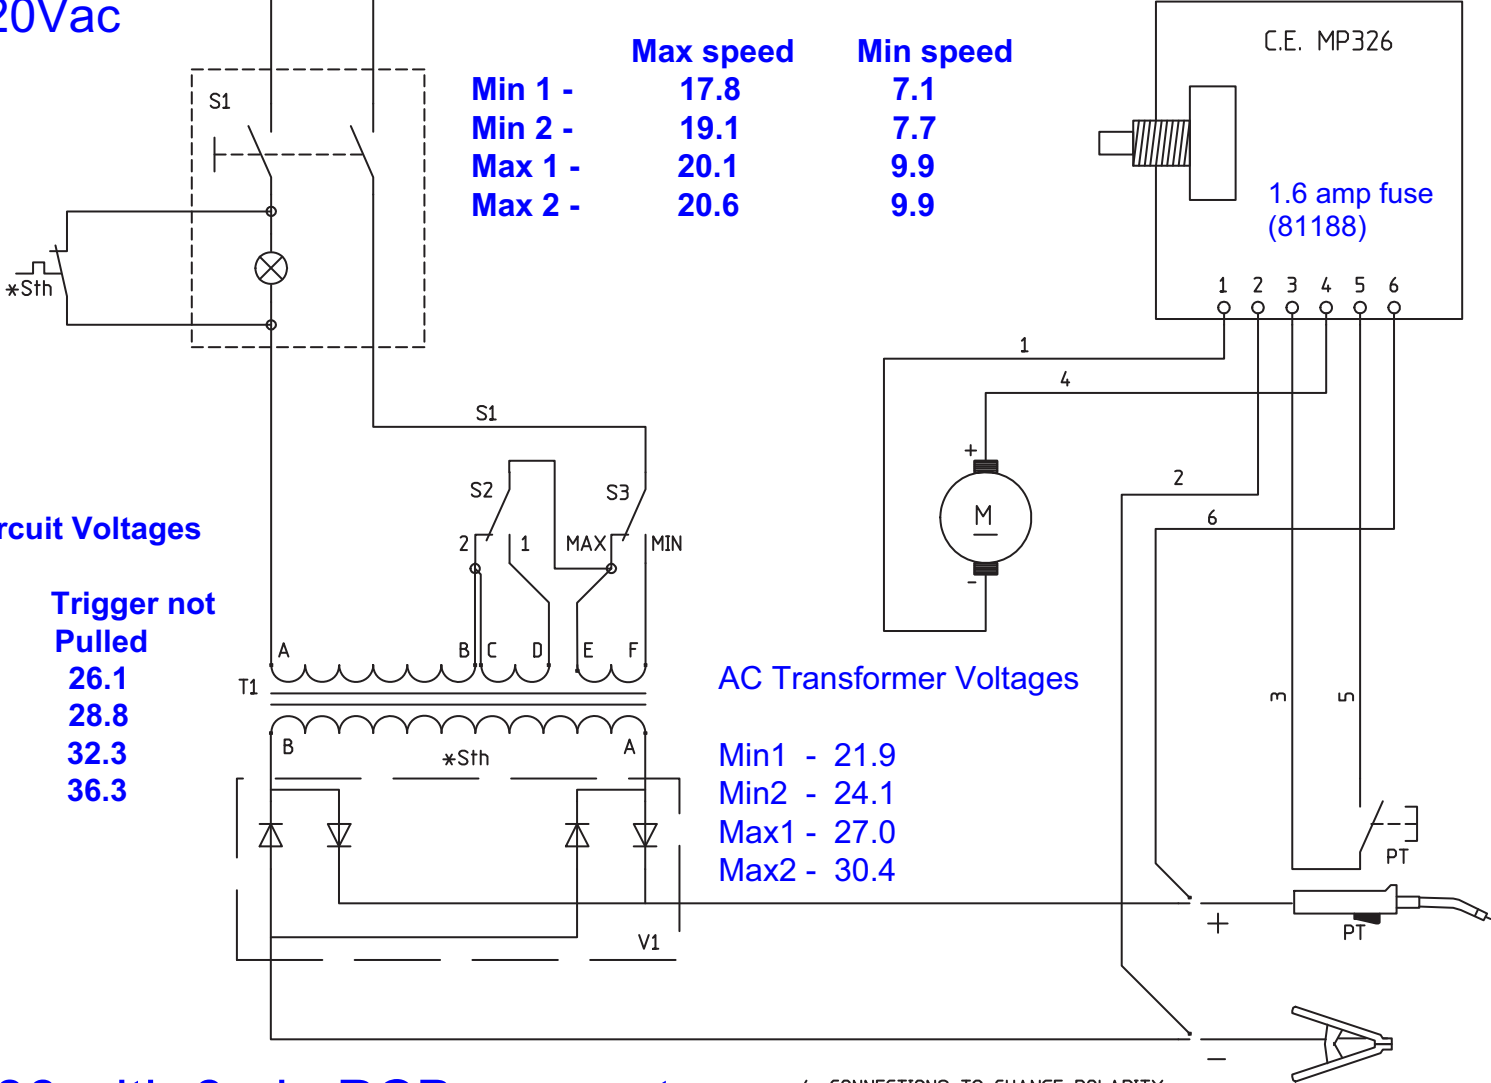 20Vac
C.E. MP326
Max speed Min speed
Min 1 - 17.8 7.1
Min 2 - 19.1 7.7
Max 1 - 20.1 9.9
Max 2 - 20.6 9.9
S1
1.6 amp fuse
(81188)
*Sth
1 2 3 4 5 6
1
4
S1
2
6
S2 S3
+
M
-
2 1 MAX MIN
rcuit Voltages
Trigger not
Pulled
26.1
28.8
32.3
36.3
A B C D E F
T1
B A
*Sth
AC Transformer Voltages
Min1 - 21.9
Min2 - 24.1
Max1 - 27.0
Max2 - 30.4
3 5
PT
+
PT
V1
-
CONNECTIONS TO CHANGE POLARITY